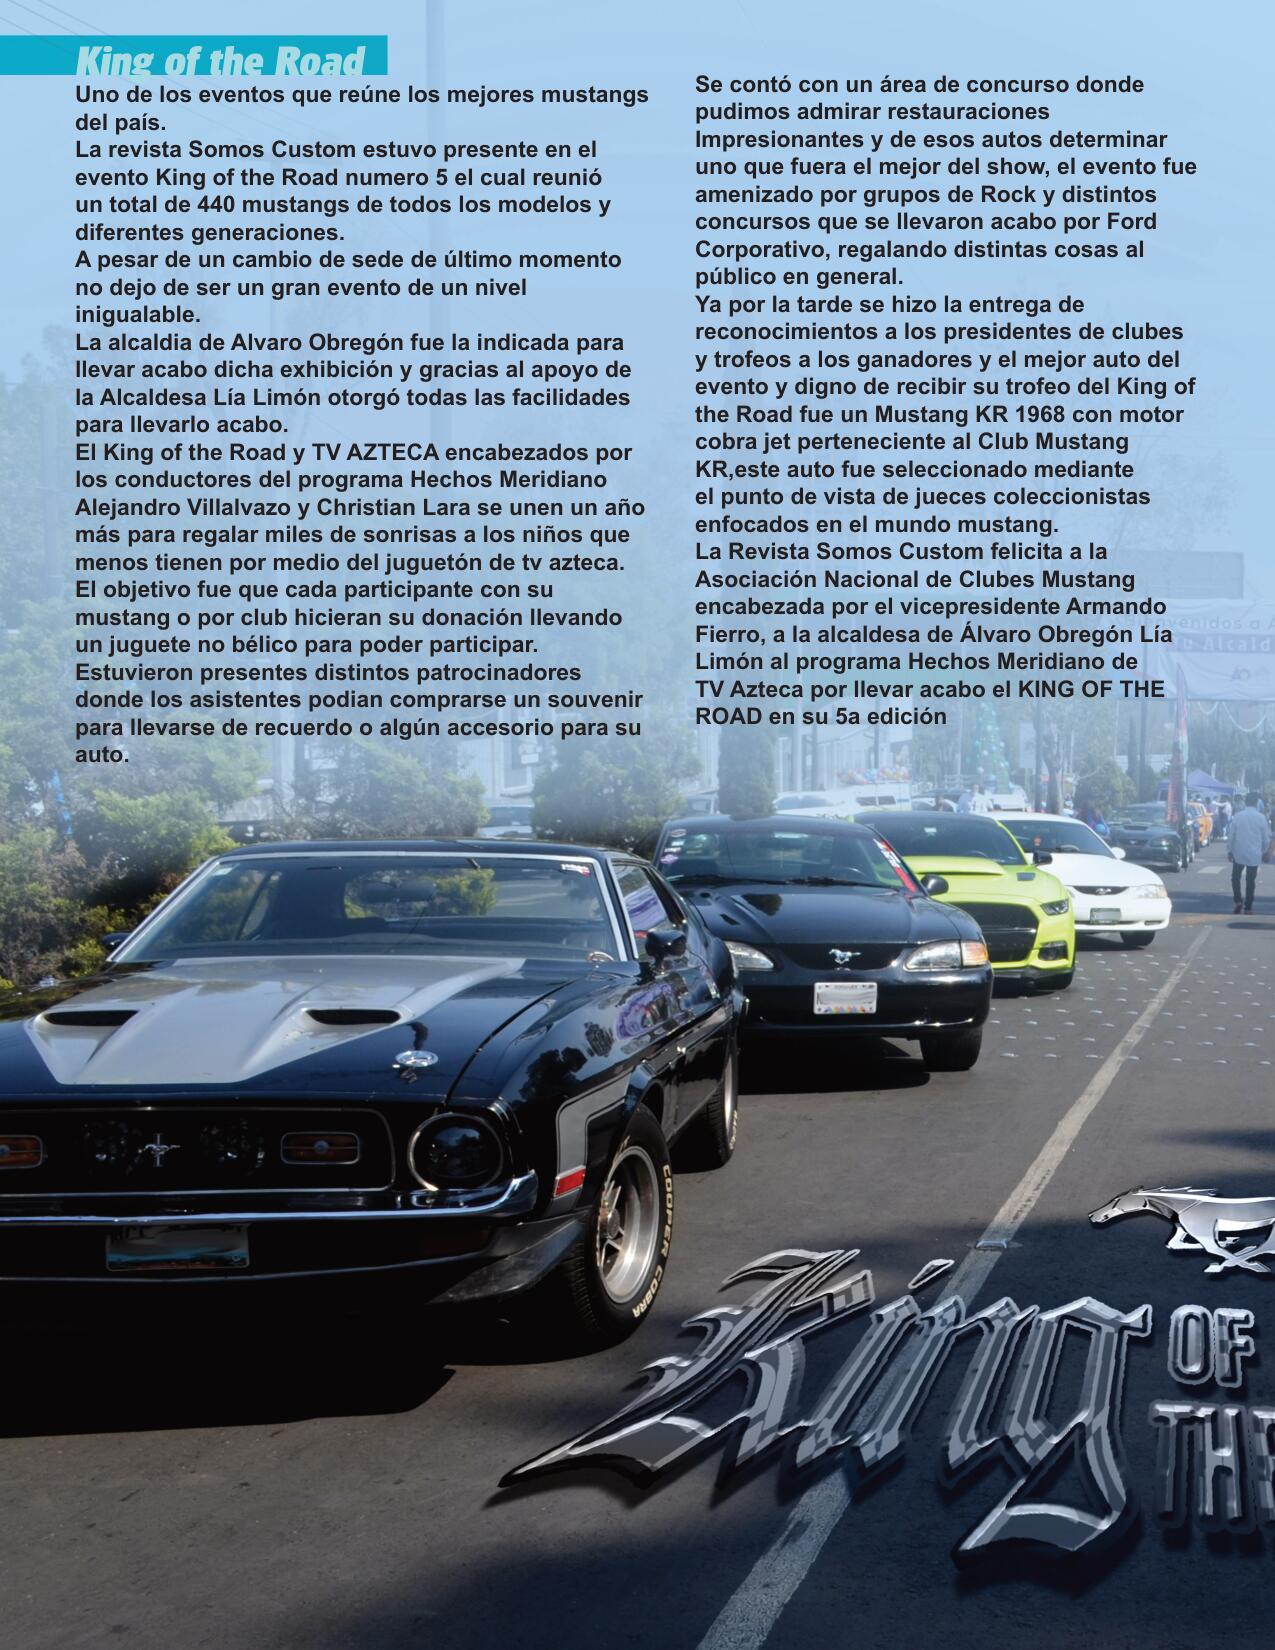 King of the Road
Uno de los eventos que reúne los mejores mustangs
del país.
La revista Somos Custom estuvo presente en el
evento King of the Road numero 5 el cual reunió
un total de 440 mustangs de todos los modelos y
diferentes generaciones.
A pesar de un cambio de sede de último momento
no dejo de ser un gran evento de un nivel
inigualable.
La alcaldia de Alvaro Obregón fue la indicada para
llevar acabo dicha exhibición y gracias al apoyo de
la Alcaldesa Lía Limón otorgó todas las facilidades
para llevarlo acabo.
El King of the Road y TV AZTECA encabezados por
los conductores del programa Hechos Meridiano
Alejandro Villalvazo y Christian Lara se unen un año
más para regalar miles de sonrisas a los niños que
menos tienen por medio del juguetón de tv azteca.
El objetivo fue que cada participante con su
mustang o por club hicieran su donación llevando
un juguete no bélico para poder participar.
Estuvieron presentes distintos patrocinadores
donde los asistentes podian comprarse un souvenir
para llevarse de recuerdo o algún accesorio para su
auto.
Se contó con un área de concurso donde
pudimos admirar restauraciones
Impresionantes y de esos autos determinar
uno que fuera el mejor del show, el evento fue
amenizado por grupos de Rock y distintos
concursos que se llevaron acabo por Ford
Corporativo, regalando distintas cosas al
público en general.
Ya por la tarde se hizo la entrega de
reconocimientos a los presidentes de clubes
y trofeos a los ganadores y el mejor auto del
evento y digno de recibir su trofeo del King of
the Road fue un Mustang KR 1968 con motor
cobra jet perteneciente al Club Mustang
KR,este auto fue seleccionado mediante
el punto de vista de jueces coleccionistas
enfocados en el mundo mustang.
La Revista Somos Custom felicita a la
Asociación Nacional de Clubes Mustang
encabezada por el vicepresidente Armando
Fierro, a la alcaldesa de Álvaro Obregón Lía
Limón al programa Hechos Meridiano de
TV Azteca por llevar acabo el KING OF THE
ROAD en su 5a edición
Bienvenidos a
Tu Alcald
COOPER COBRA
King OF
THE